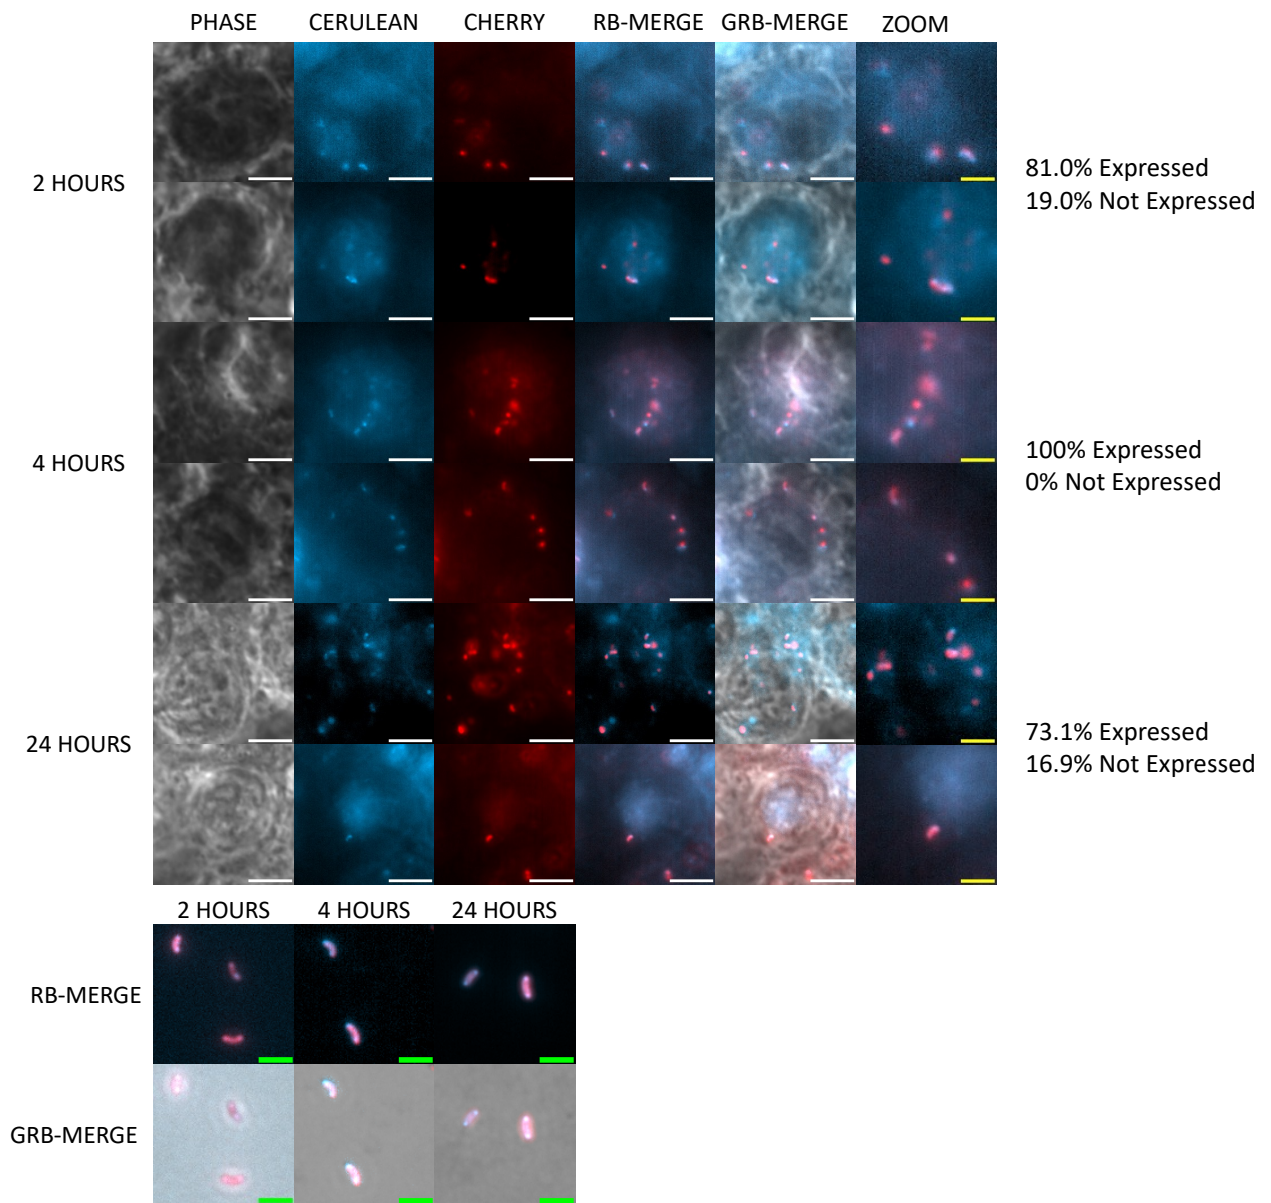 PHASE CERULEAN CHERRY RB-MERGE GRB-MERGE ZOOM
2 HOURS
81.0% Expressed
19.0% Not Expressed
4 HOURS
100% Expressed
0% Not Expressed
24 HOURS
73.1% Expressed
16.9% Not Expressed
2 HOURS 4 HOURS 24 HOURS
RB-MERGE
GRB-MERGE